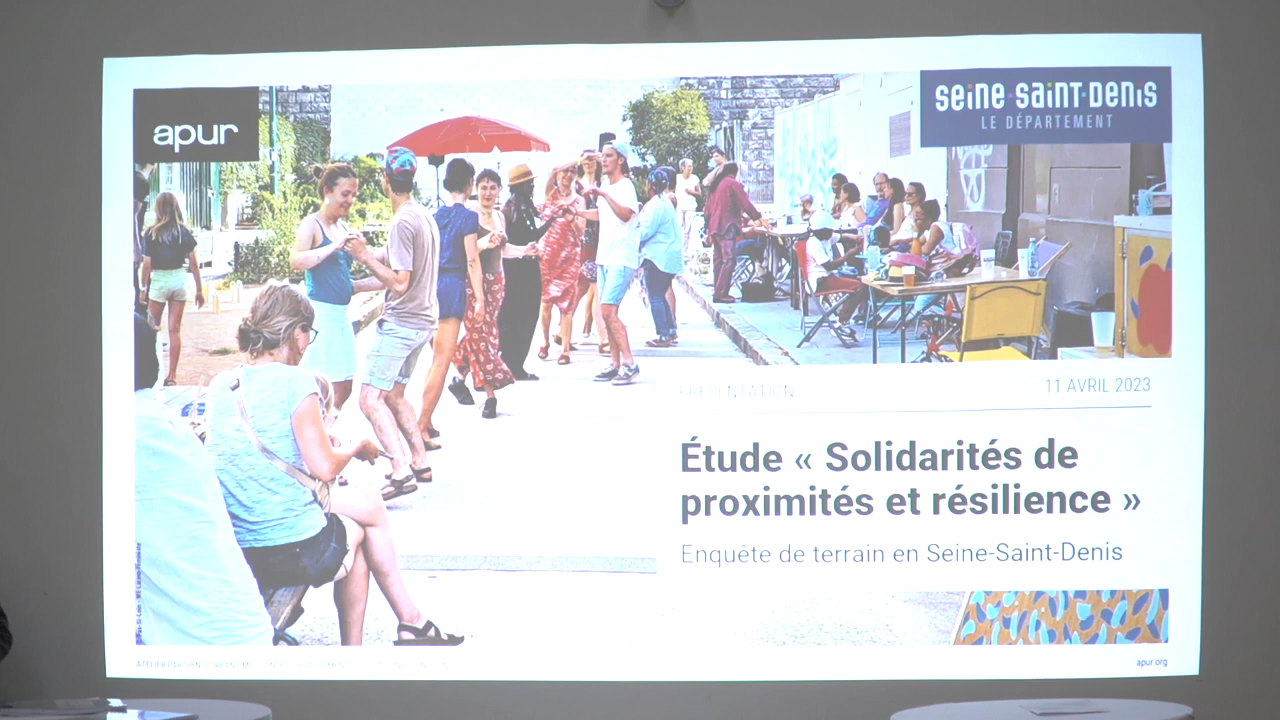 apur
Seine-Saint-Denis
LE DÉPARTEMENT
PRÉSENTATION
11 AVRIL 2023
Étude « Solidarités de
proximités et résilience »
Enquête de terrain en Seine-Saint-Denis
apur.org